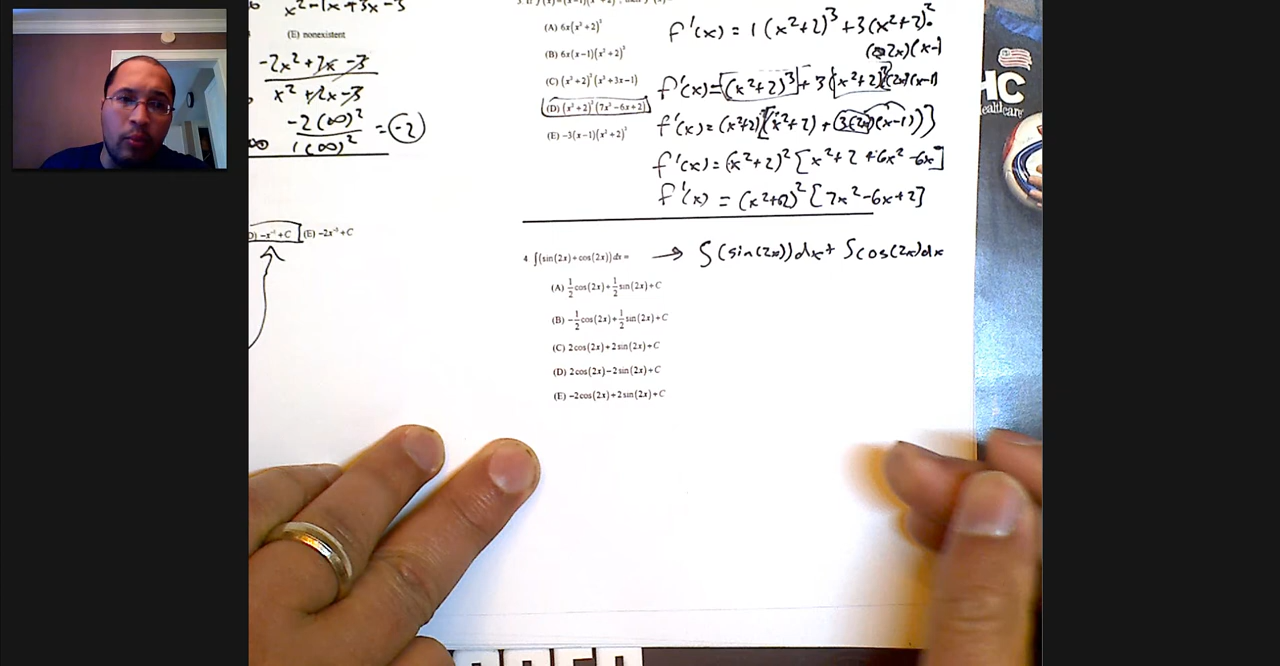 x² -1x +3x -3
(E) nonexistent
-2x² +7x -3
x² +2x -3
-2(∞)²
1(∞)²
= -2
-x⁻¹ + C
(E) -2x⁻³ + C
(A) 6x(x² + 2)²
(B) 6x(x - 1)(x² + 2)²
(C) (x² + 2)²(x² + 3x - 1)
(D) (x² + 2)²(7x² - 6x + 2)
(E) -3(x - 1)(x² + 2)²
f'(x) = 1(x²+2)³ + 3(x²+2)² ·
(2x)(x-1)
f'(x) = [(x²+2)³] + 3(x²+2)²(2x)(x-1)
f'(x) = (x²+2)²[(x²+2) + (3(2x)(x-1))]
f'(x) = (x²+2)² [x²+2 +6x² -6x]
f'(x) = (x²+2)² [7x² -6x +2]
4 ∫(sin(2x) + cos(2x)) dx =
→ ∫(sin(2x))dx + ∫cos(2x)dx
(A) 1/2 cos(2x) + 1/2 sin(2x) + C
(B) -1/2 cos(2x) + 1/2 sin(2x) + C
(C) 2cos(2x) + 2sin(2x) + C
(D) 2cos(2x) - 2sin(2x) + C
(E) -2cos(2x) + 2sin(2x) + C
HC
ealthcare